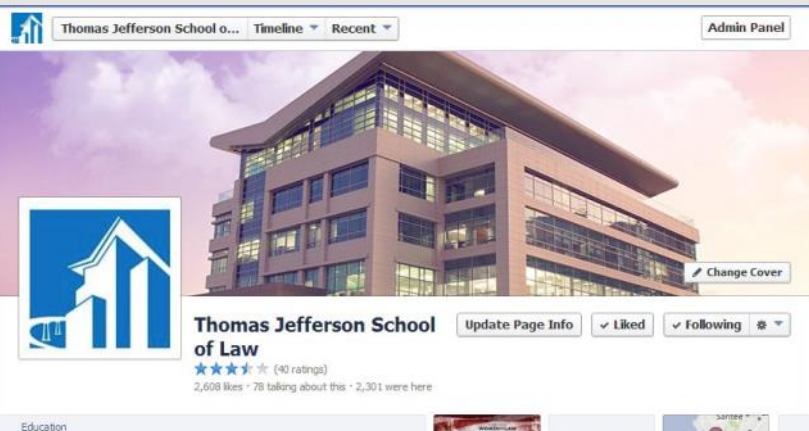 Thomas Jefferson School o... Timeline Recent
Admin Panel
Change Cover
Thomas Jefferson School
of Law
Update Page Info
Liked
Following
(40 ratings)
2,608 likes · 78 talking about this · 2,301 were here
Education
Santee